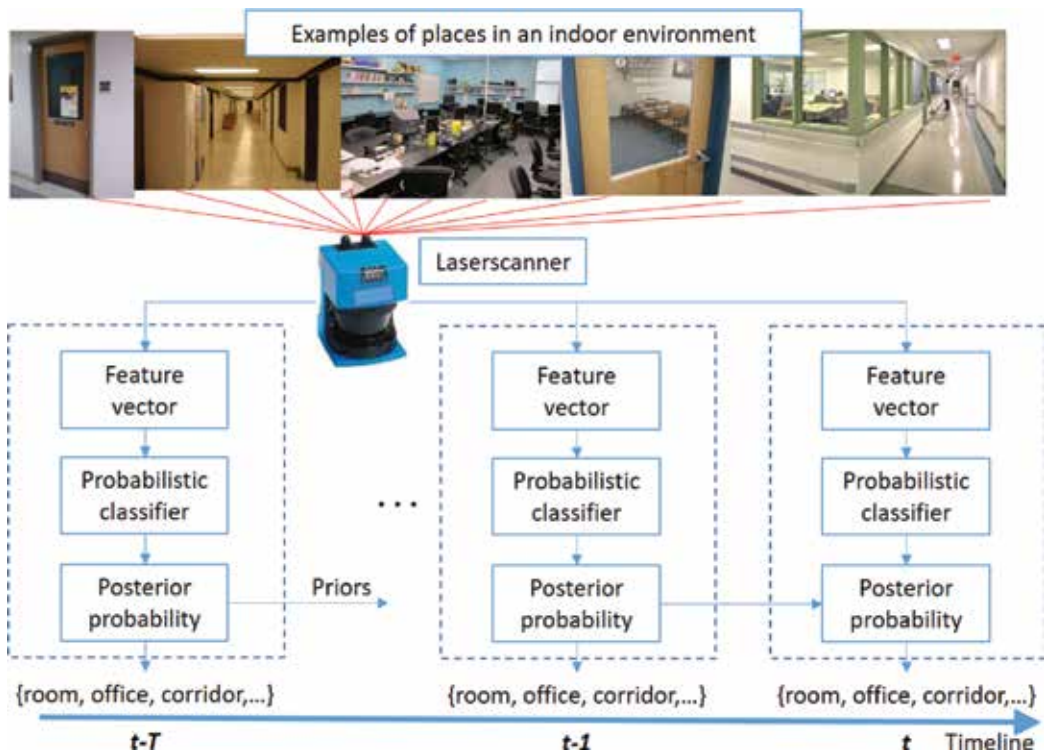 Examples of places in an indoor environment
Laserscanner
Feature
vector
Probabilistic
classifier
Posterior
probability
{room, office, corridor,...}
t-T
Priors
...
Feature
vector
Probabilistic
classifier
Posterior
probability
{room, office, corridor,...}
t-1
Feature
vector
Probabilistic
classifier
Posterior
probability
{room, office, corridor,...}
t
Timeline